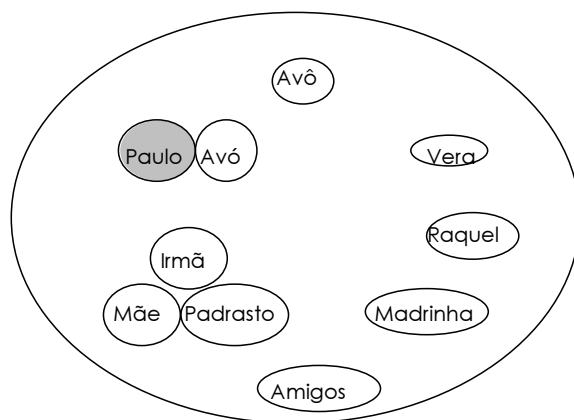 Avô
Paulo Avó
Vera
Raquel
Irmã
Mãe Padrasto
Madrinha
Amigos